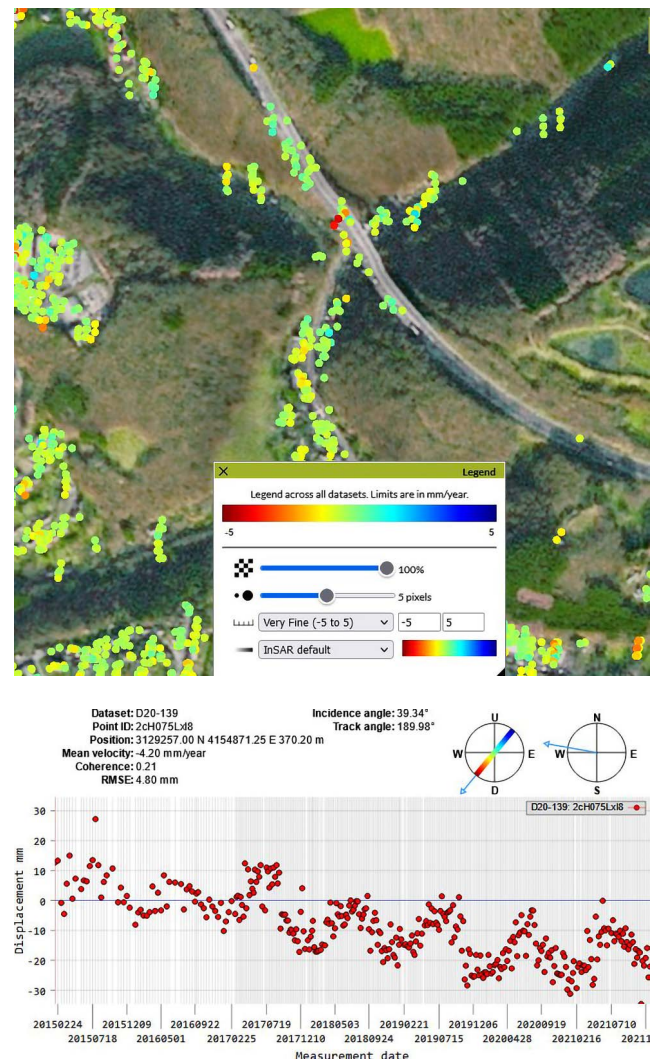 × Legend
Legend across all datasets. Limits are in mm/year.
-5 5
100%
5 pixels
Very Fine (-5 to 5) -5 5
InSAR default
Dataset: D20-139 Incidence angle: 39.34°
Point ID: 2cH075Lxl8 Track angle: 189.98°
Position: 3129257.00 N 4154871.25 E 370.20 m
Mean velocity: -4.20 mm/year
Coherence: 0.21
RMSE: 4.80 mm
U N
W E W E
D S
D20-139: 2cH075Lxl8
30
20
10
0
-10
-20
-30
Displacement mm
20150224 20151209 20160922 20170719 20180503 20190221 20191206 20200919 20210710
20150718 20160501 20170225 20171210 20180924 20190715 20200428 20210216 20211
Measurement date